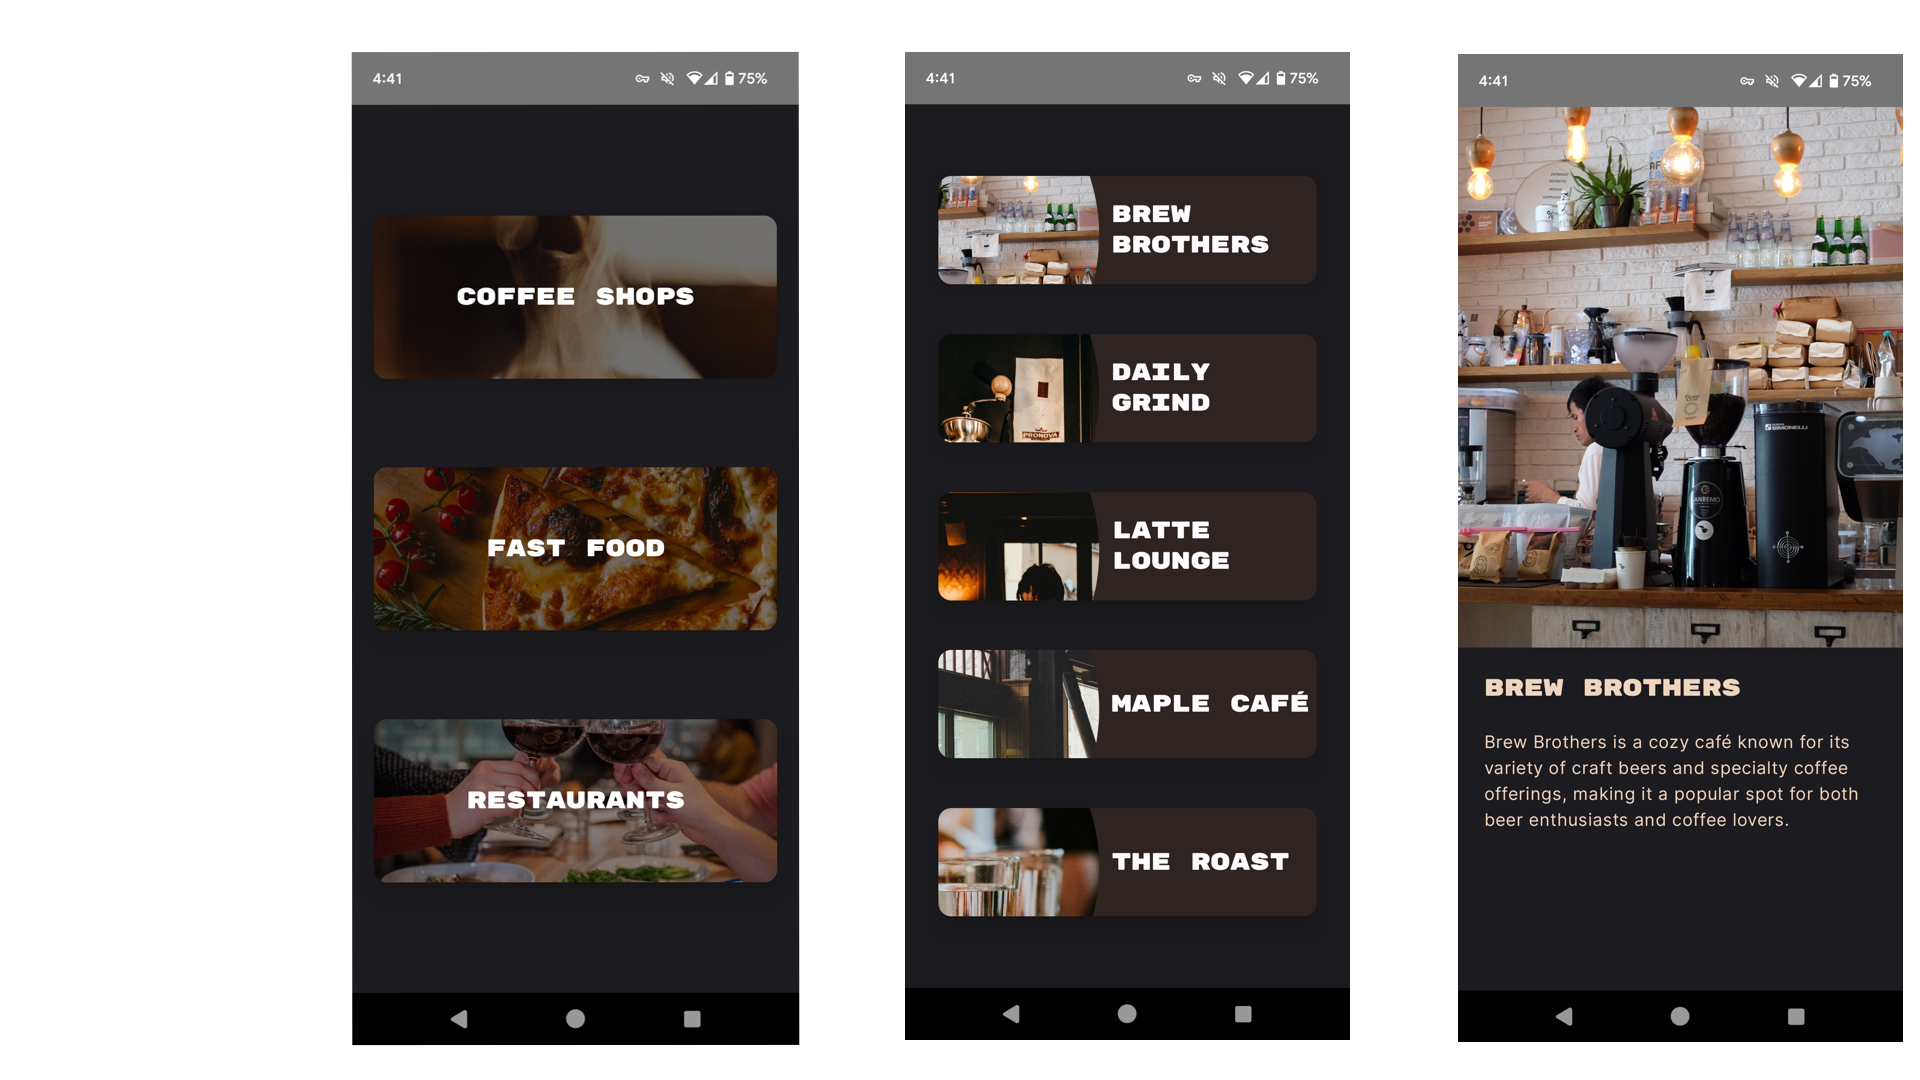 4:41
75%
COFFEE SHOPS
FAST FOOD
RESTAURANTS
4:41
75%
BREW
BROTHERS
DAILY
GRIND
PRONOVA
LATTE
LOUNGE
MAPLE CAFÉ
THE ROAST
4:41
75%
SIMONELLI
BREW BROTHERS
Brew Brothers is a cozy café known for its
variety of craft beers and specialty coffee
offerings, making it a popular spot for both
beer enthusiasts and coffee lovers.